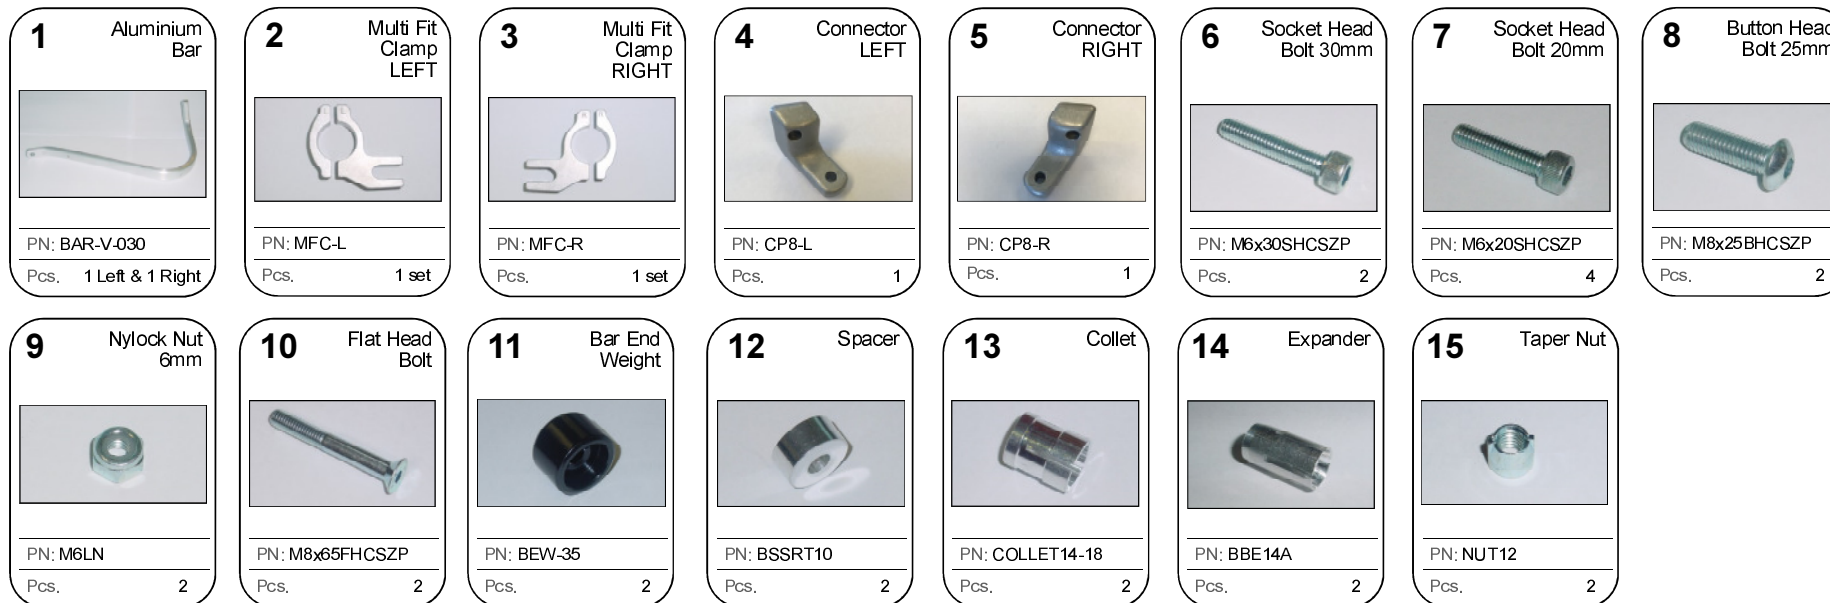 1
Aluminium
Bar
PN: BAR-V-030
Pcs. 1 Left & 1 Right
2
Multi Fit
Clamp
LEFT
PN: MFC-L
Pcs. 1 set
3
Multi Fit
Clamp
RIGHT
PN: MFC-R
Pcs. 1 set
4
Connector
LEFT
PN: CP8-L
Pcs. 1
5
Connector
RIGHT
PN: CP8-R
Pcs. 1
6
Socket Head
Bolt 30mm
PN: M6x30SHCSZP
Pcs. 2
7
Socket Head
Bolt 20mm
PN: M6x20SHCSZP
Pcs. 4
8
Button Head
Bolt 25mm
PN: M8x25BHCSZP
Pcs. 2
9
Nylock Nut
6mm
PN: M6LN
Pcs. 2
10
Flat Head
Bolt
PN: M8x65FHCSZP
Pcs. 2
11
Bar End
Weight
PN: BEW-35
Pcs. 2
12
Spacer
PN: BSSRT10
Pcs. 2
13
Collet
PN: COLLET14-18
Pcs. 2
14
Expander
PN: BBE14A
Pcs. 2
15
Taper Nut
PN: NUT12
Pcs. 2